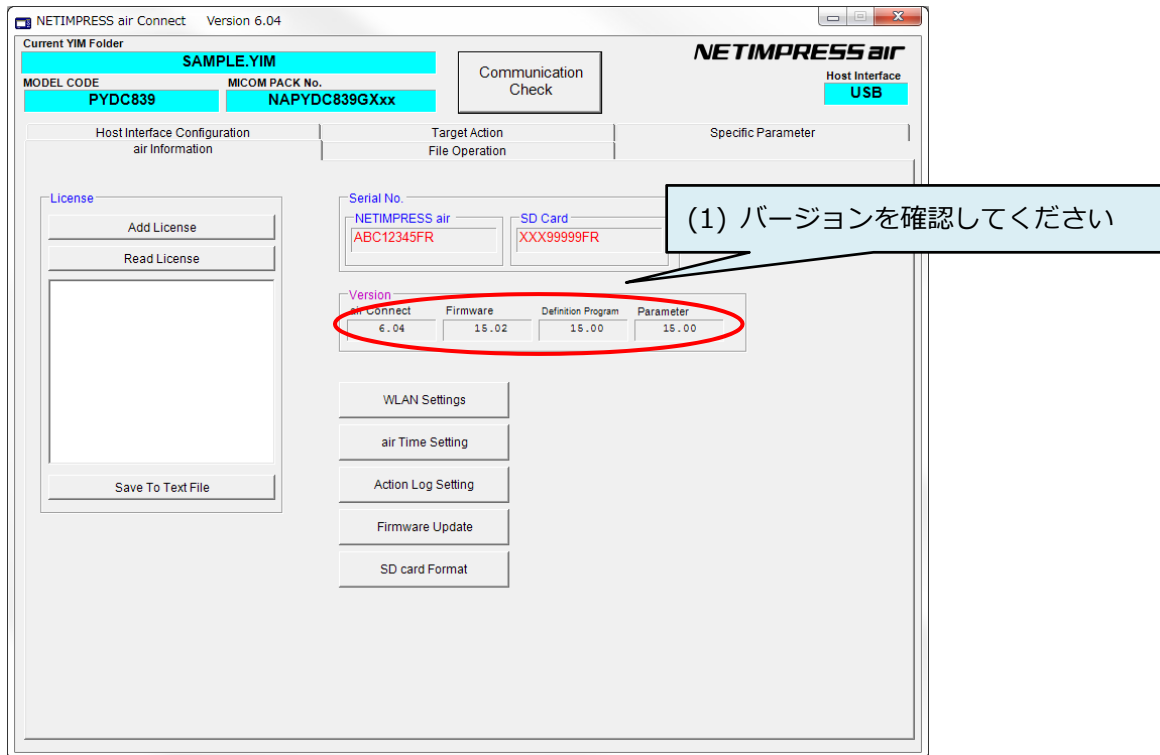 NETIMPRESS air Connect Version 6.04
Current YIM Folder
SAMPLE.YIM
MODEL CODE
MICOM PACK No.
PYDC839
NAPYDC839GXxx
Communication
Check
NETIMPRESS air
Host Interface
USB
Host Interface Configuration
Target Action
Specific Parameter
air Information
File Operation
License
Add License
Read License
Save To Text File
Serial No.
NETIMPRESS air
ABC12345FR
SD Card
XXX99999FR
(1) バージョンを確認してください
Version
air Connect
Firmware
Definition Program
Parameter
6.04
15.02
15.00
15.00
WLAN Settings
air Time Setting
Action Log Setting
Firmware Update
SD card Format